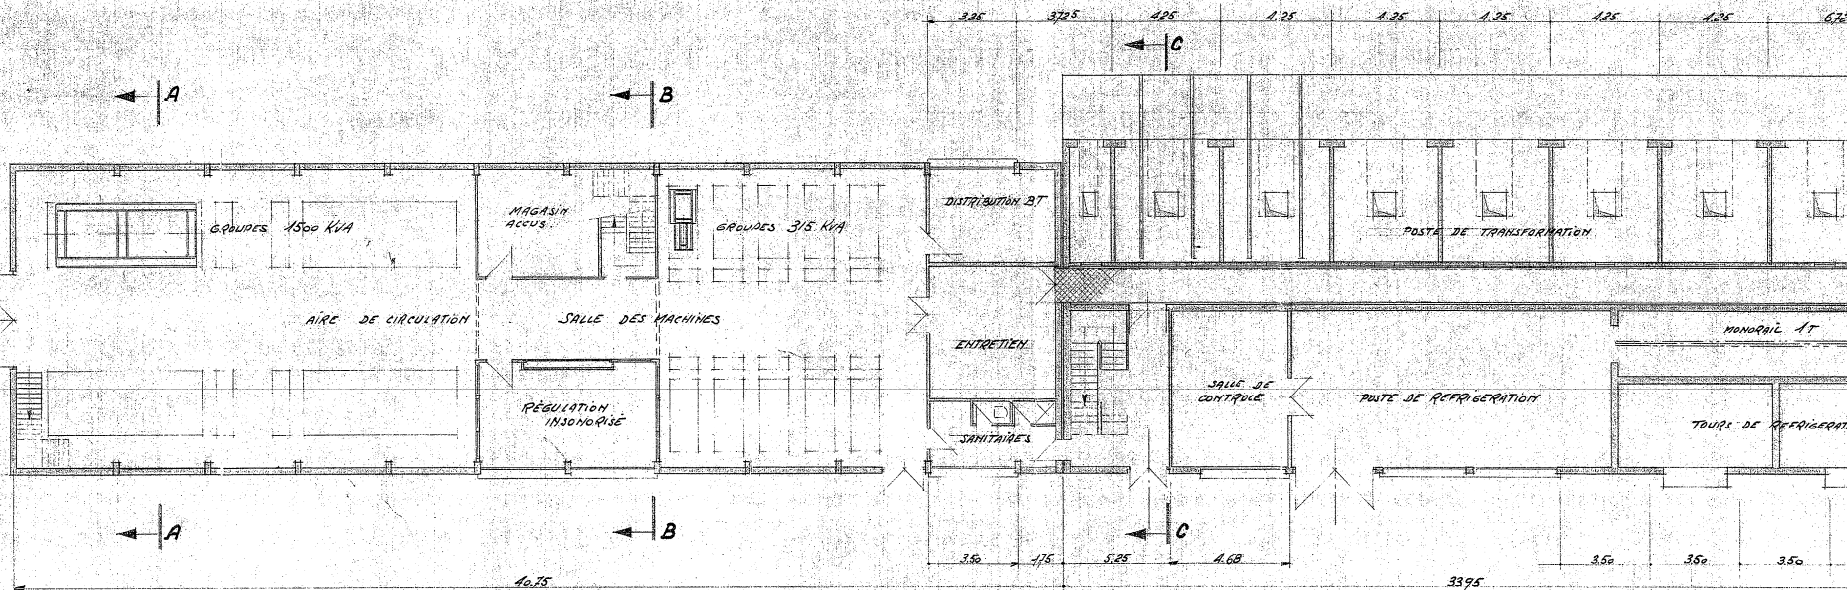 3.25 3.725 4.25 4.25 4.25 4.25 4.25 4.25
C
A
B
DISTRIBUTION BT
MAGASIN
ACCUS.
GROUPES 1500 KVA
GROUPES 315 KVA
POSTE DE TRANSFORMATION
AIRE DE CIRCULATION
SALLE DES MACHINES
MONORAIL 1T
ENTRETIEN
SALLE DE
CONTROLE
POSTE DE REFRIGERATION
RÉGULATION
INSONORISÉ
SANITAIRES
TOURS DE REFRIGERAT
A
B
C
3.50 1.75 5.25 4.68 3.50 3.50 3.50
40.75
33.95